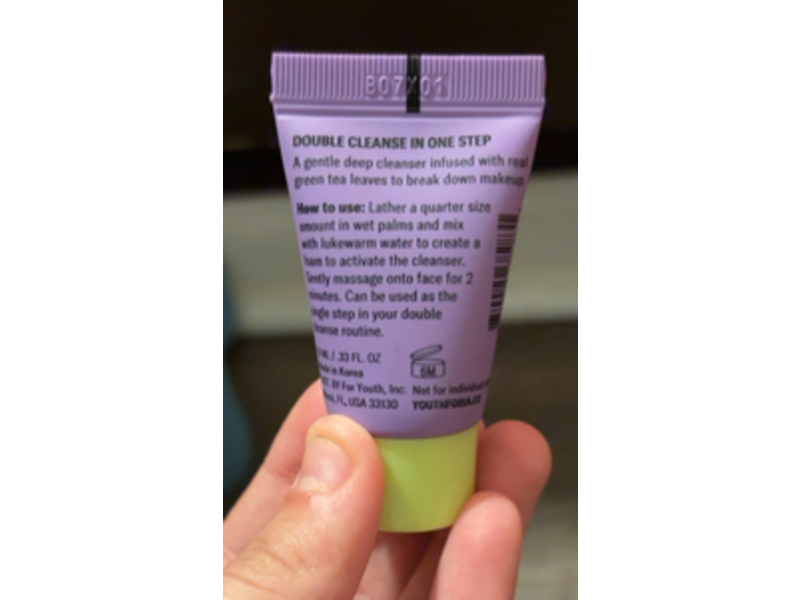 B07X01
DOUBLE CLEANSE IN ONE STEP
A gentle deep cleanser infused with real
green tea leaves to break down makeup.
How to use: Lather a quarter size
amount in wet palms and mix
with lukewarm water to create a
foam to activate the cleanser.
Gently massage onto face for 2
minutes. Can be used as the
single step in your double
cleanse routine.
ML / .33 FL. OZ
Made in Korea
6M
BY For Youth, Inc. Not for individual
FL, USA 33130 YOUTHFORIA.CO